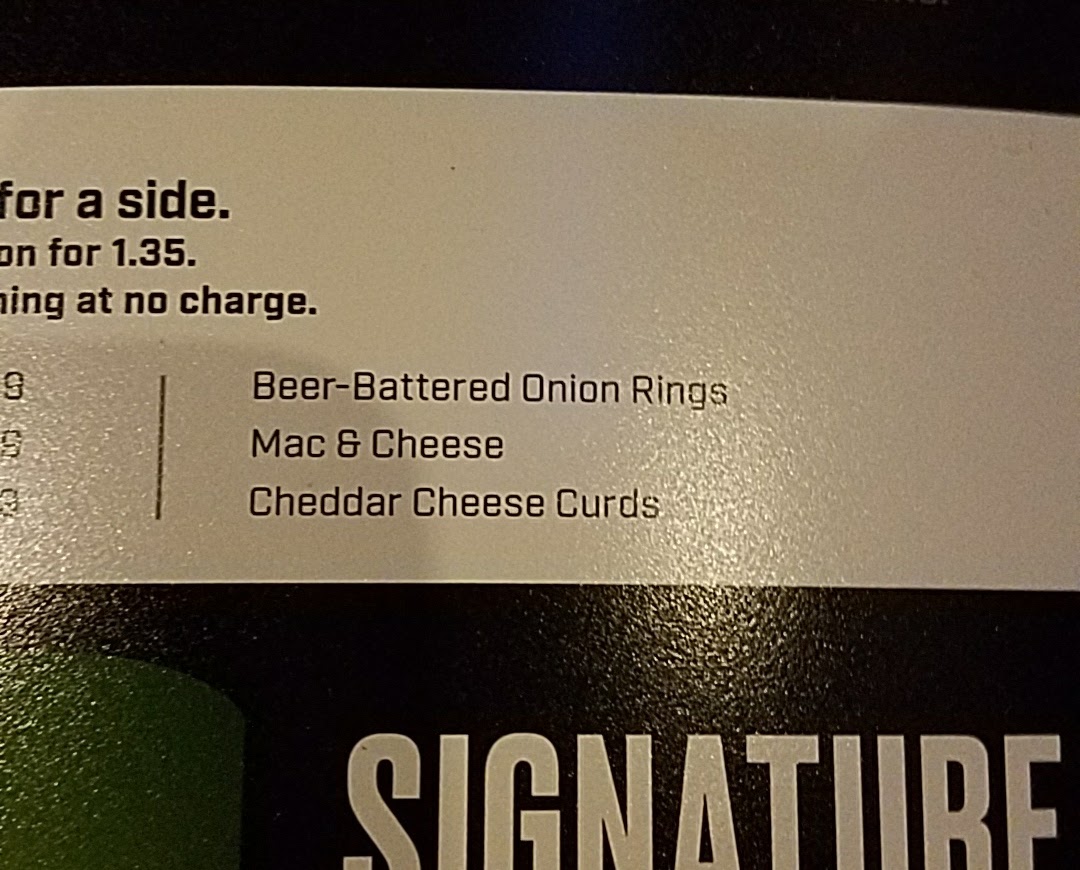 for a side.
on for 1.35.
ning at no charge.
Beer-Battered Onion Rings
Mac & Cheese
Cheddar Cheese Curds
SIGNATURE